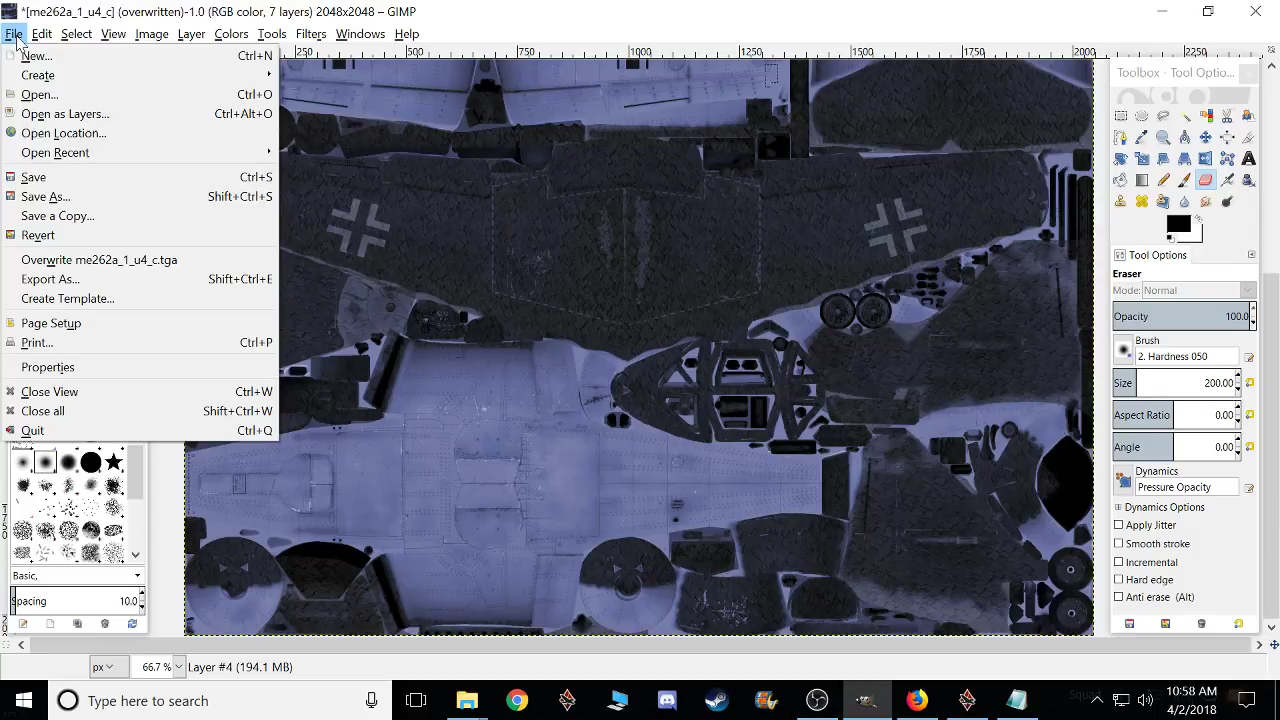 *[me262a_1_u4_c] (overwritten)-1.0 (RGB color, 7 layers) 2048x2048 – GIMP
File Edit Select View Image Layer Colors Tools Filters Windows Help
New... Ctrl+N
Create
Open... Ctrl+O
Open as Layers... Ctrl+Alt+O
Open Location...
Open Recent
Save Ctrl+S
Save As... Shift+Ctrl+S
Save a Copy...
Revert
Overwrite me262a_1_u4_c.tga
Export As... Shift+Ctrl+E
Create Template...
Page Setup
Print... Ctrl+P
Properties
Close View Ctrl+W
Close all Shift+Ctrl+W
Quit Ctrl+Q
250 500 750 1000 1250 1500 1750 2000 2250
Toolbox - Tool Optio...
Tool Options
Eraser
Mode: Normal
Opacity 100.0
Brush
2. Hardness 050
Size 200.00
Aspect Ratio 0.00
Angle 0.00
Dynamics
Pressure Opacity
Dynamics Options
Apply Jitter
Smooth stroke
Incremental
Hard edge
Anti erase (Alt)
Basic,
Spacing 10.0
px 66.7 % Layer #4 (194.1 MB)
Type here to search
10:58 AM
4/2/2018